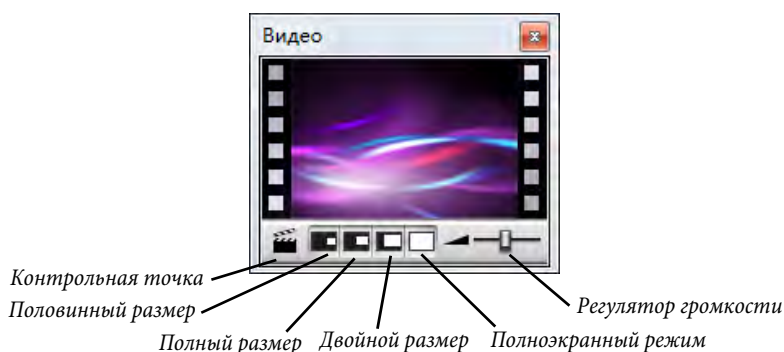 Видео
Контрольная точка
Половинный размер
Регулятор громкости
Полный размер
Двойной размер
Полноэкранный режим